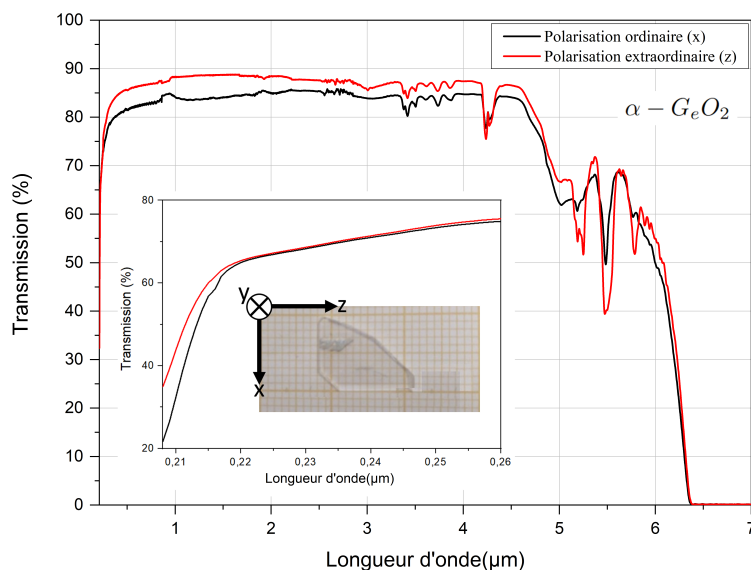 Polarisation ordinaire (x)
Polarisation extraordinaire (z)
α − GₑO₂
Transmission (%)
100
90
80
70
60
50
40
30
20
10
0
1 2 3 4 5 6 7
Longueur d'onde(µm)
Transmission (%)
80
60
40
20
0,21 0,22 0,23 0,24 0,25 0,26
Longueur d'onde(µm)
y
z
x